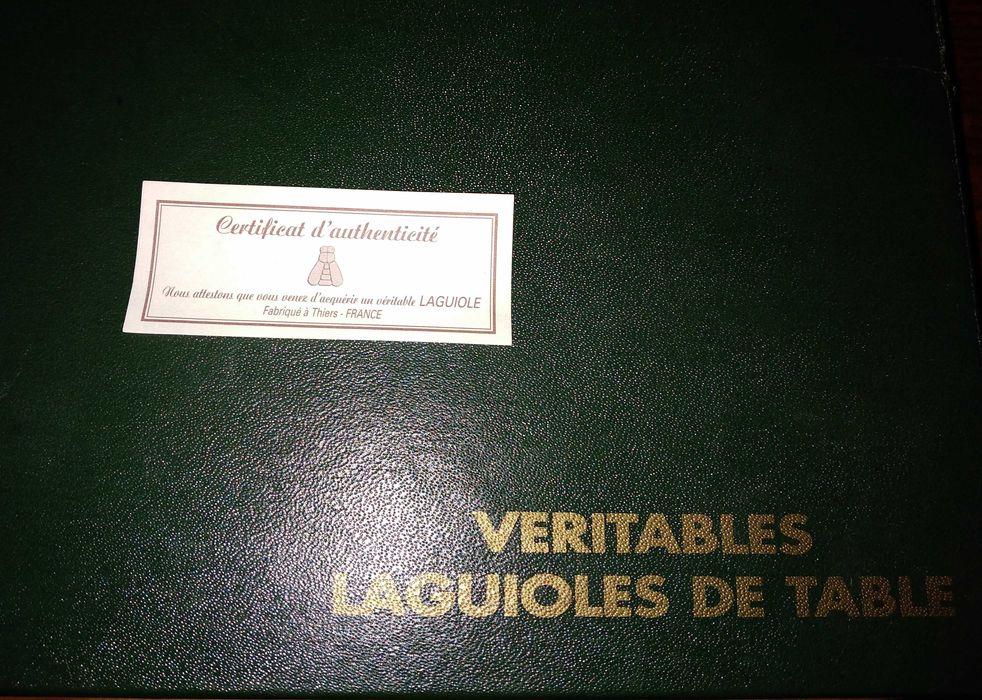 Certificat d'authenticité
Nous attestons que vous venez d'acquérir un véritable LAGUIOLE
Fabriqué à Thiers - FRANCE
VERITABLES
LAGUIOLES DE TABLE